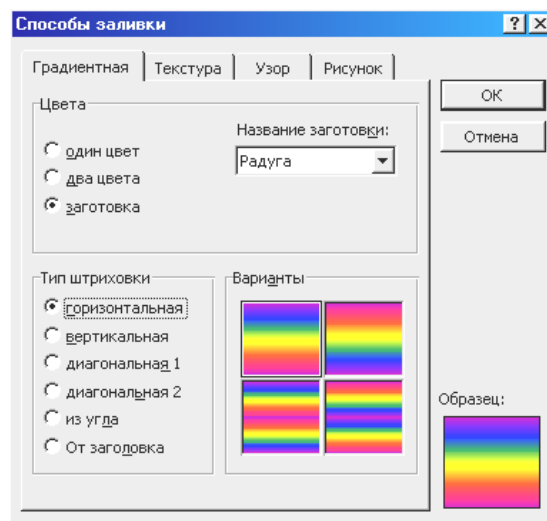 Способы заливки
Градиентная Текстура Узор Рисунок
ОК
Отмена
Цвета
один цвет
два цвета
заготовка
Название заготовки:
Радуга
Тип штриховки
горизонтальная
вертикальная
диагональная 1
диагональная 2
из угла
От заголовка
Варианты
Образец: